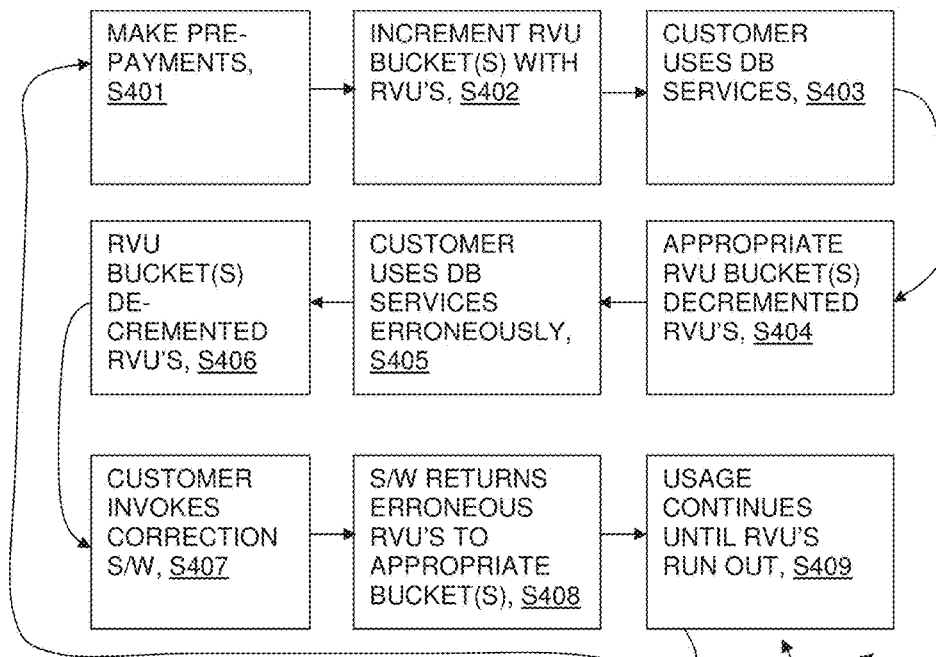 MAKE PRE-
PAYMENTS,
S401
INCREMENT RVU
BUCKET(S) WITH
RVU'S, S402
CUSTOMER
USES DB
SERVICES, S403
APPROPRIATE
RVU BUCKET(S)
DECREMENTED
RVU'S, S404
CUSTOMER
USES DB
SERVICES
ERRONEOUSLY,
S405
RVU
BUCKET(S)
DE-
CREMENTED
RVU'S, S406
CUSTOMER
INVOKES
CORRECTION
S/W, S407
S/W RETURNS
ERRONEOUS
RVU'S TO
APPROPRIATE
BUCKET(S), S408
USAGE
CONTINUES
UNTIL RVU'S
RUN OUT, S409